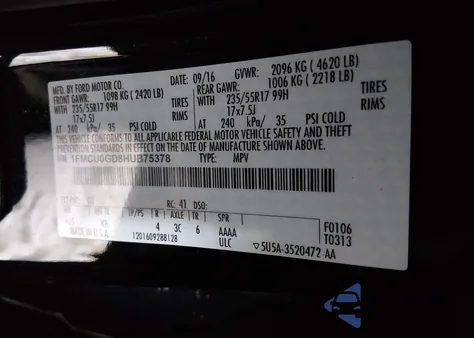 MFD. BY FORD MOTOR CO.
DATE: 09/16 GVWR: 2096 KG ( 4620 LB)
FRONT GAWR: 1098 KG ( 2420 LB) REAR GAWR: 1006 KG ( 2218 LB)
235/55R17 99H TIRES 235/55R17 99H TIRES
17x7.5J RIMS 17x7.5J RIMS
AT 240 kPa/ 35 PSI COLD AT 240 kPa/ 35 PSI COLD
THIS VEHICLE CONFORMS TO ALL APPLICABLE FEDERAL MOTOR VEHICLE SAFETY AND THEFT
PREVENTION STANDARDS IN EFFECT ON THE DATE OF MANUFACTURE SHOWN ABOVE.
VIN: 1FMCU0GD8HUB75378 TYPE: MPV
RC: 41 DSO:
TP/PS R AXLE TR SPR
4 3C 6 AAAA
F0106
T0313
MADE IN U.S.A.
1201609288128 ULC 5U5A-3520472 AA